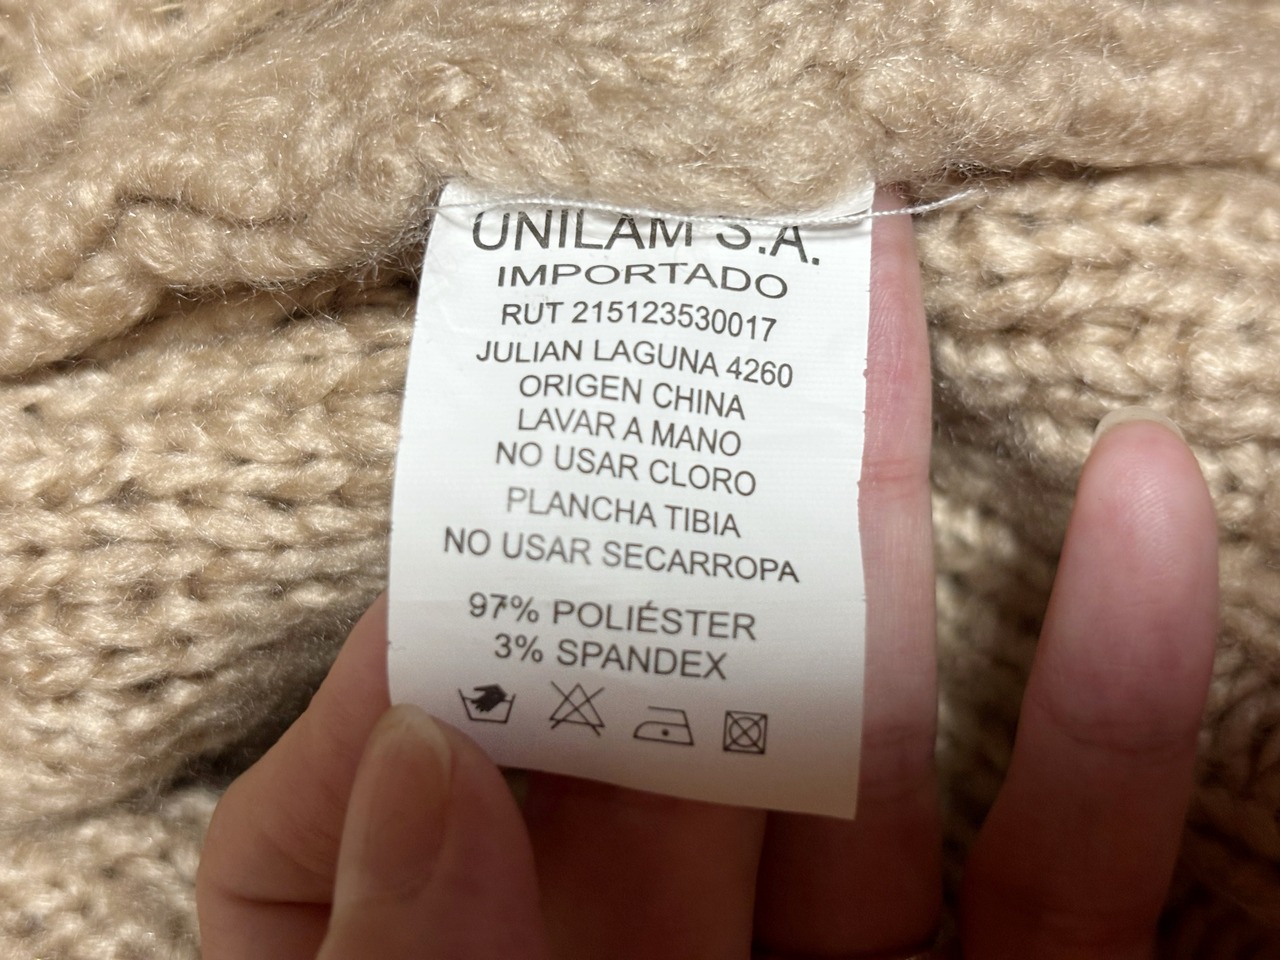 UNILAM S.A.
IMPORTADO
RUT 215123530017
JULIAN LAGUNA 4260
ORIGEN CHINA
LAVAR A MANO
NO USAR CLORO
PLANCHA TIBIA
NO USAR SECARROPA
97% POLIÉSTER
3% SPANDEX